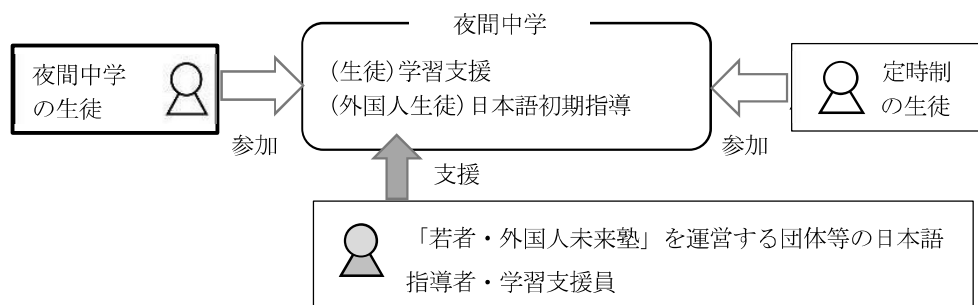 夜間中学
夜間中学
の生徒
(生徒)学習支援
(外国人生徒)日本語初期指導
定時制
の生徒
参加
参加
支援
「若者・外国人未来塾」を運営する団体等の日本語
指導者・学習支援員